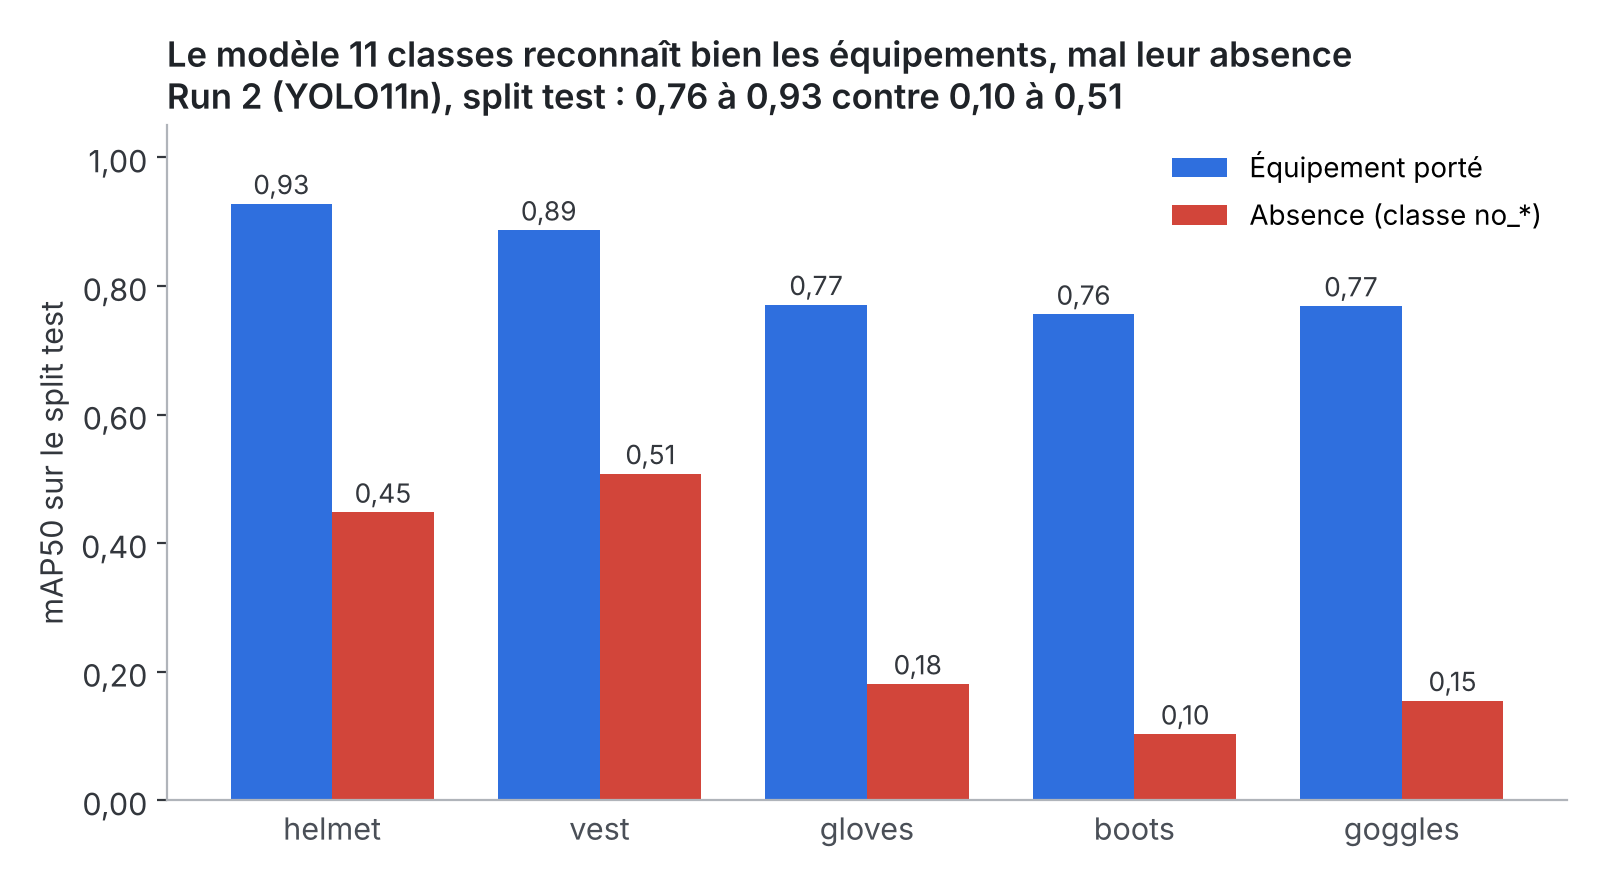 Le modèle 11 classes reconnaît bien les équipements, mal leur absence
Run 2 (YOLO11n), split test : 0,76 à 0,93 contre 0,10 à 0,51
Équipement porté
Absence (classe no_*)
mAP50 sur le split test
1,00
0,80
0,60
0,40
0,20
0,00
0,93
0,45
0,89
0,51
0,77
0,18
0,76
0,10
0,77
0,15
helmet
vest
gloves
boots
goggles